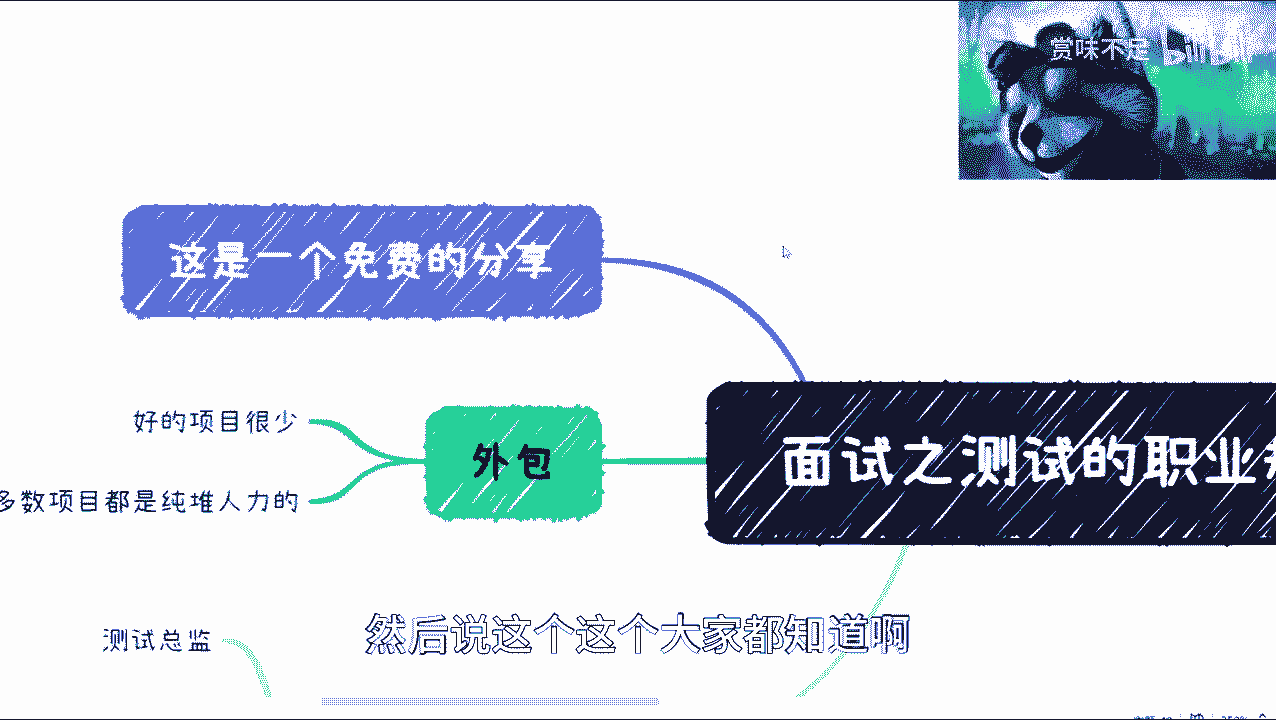 赏味不足
这是一个免费的分享
好的项目很少
外包
面试之测试的职业
多数项目都是纯堆人力的
然后说这个这个大家都知道啊
测试总监